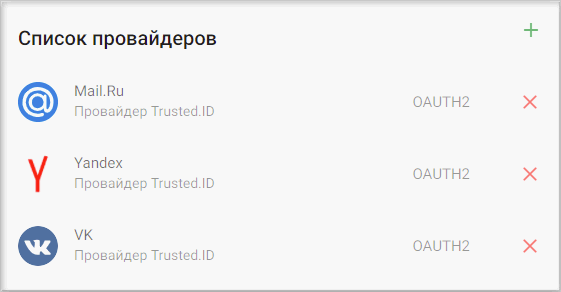 Список провайдеров
Mail.Ru
Провайдер Trusted.ID
OAUTH2
Yandex
Провайдер Trusted.ID
OAUTH2
VK
Провайдер Trusted.ID
OAUTH2